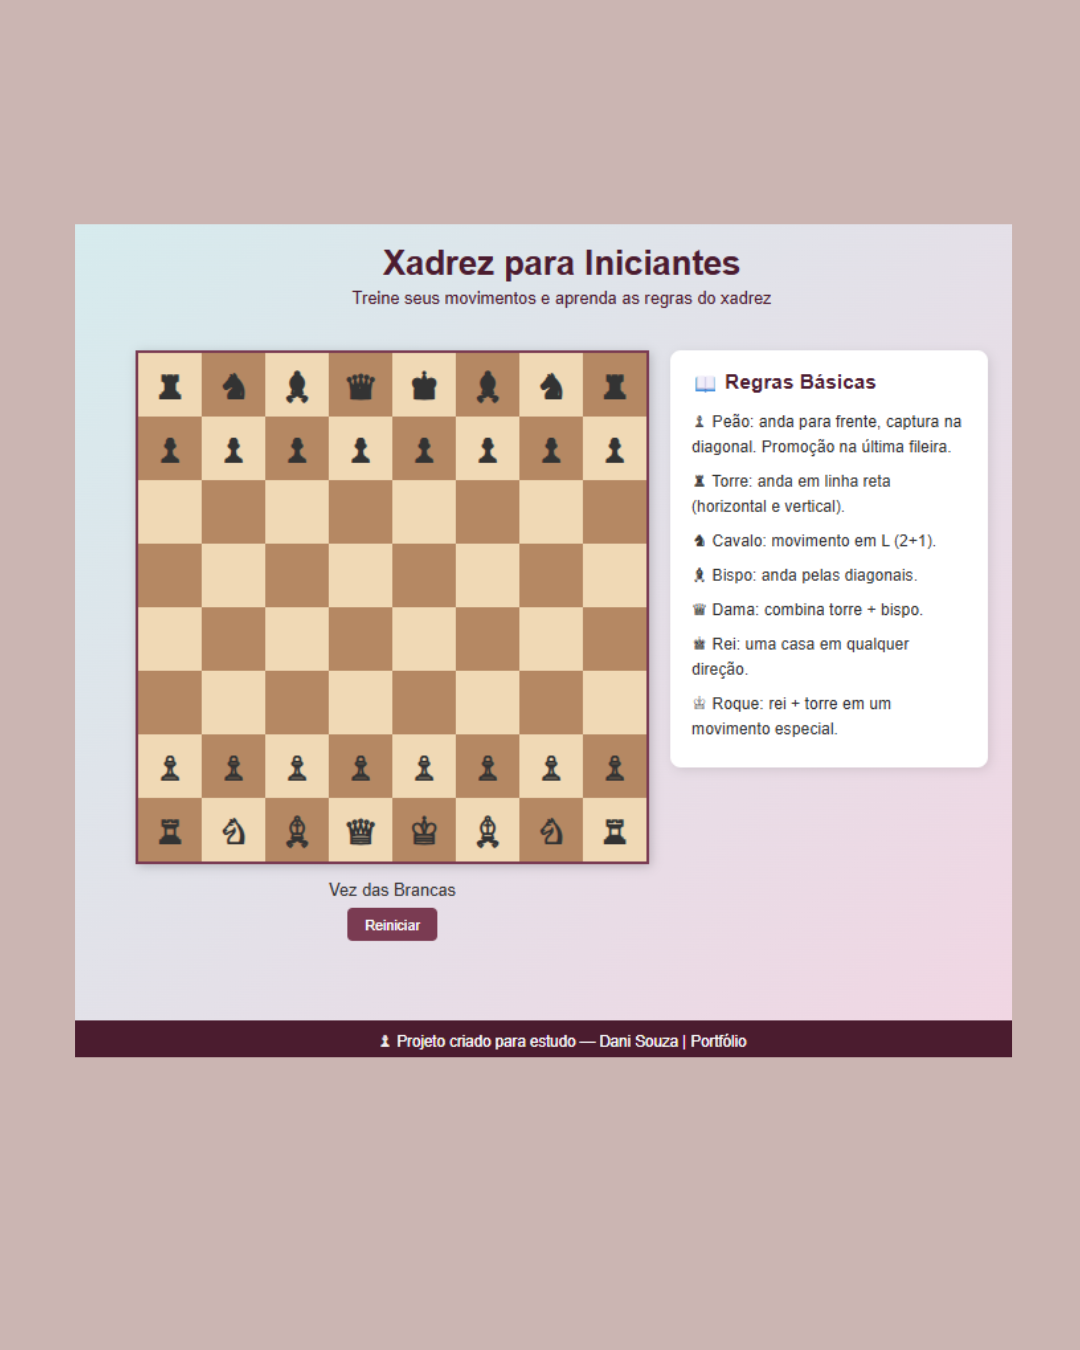 Xadrez para Iniciantes
Treine seus movimentos e aprenda as regras do xadrez
📖 Regras Básicas
♗ Peão: anda para frente, captura na
diagonal. Promoção na última fileira.
♜ Torre: anda em linha reta
(horizontal e vertical).
♞ Cavalo: movimento em L (2+1).
♝ Bispo: anda pelas diagonais.
♛ Dama: combina torre + bispo.
♚ Rei: uma casa em qualquer
direção.
♔ Roque: rei + torre em um
movimento especial.
Vez das Brancas
Reiniciar
♟ Projeto criado para estudo — Dani Souza | Portfólio